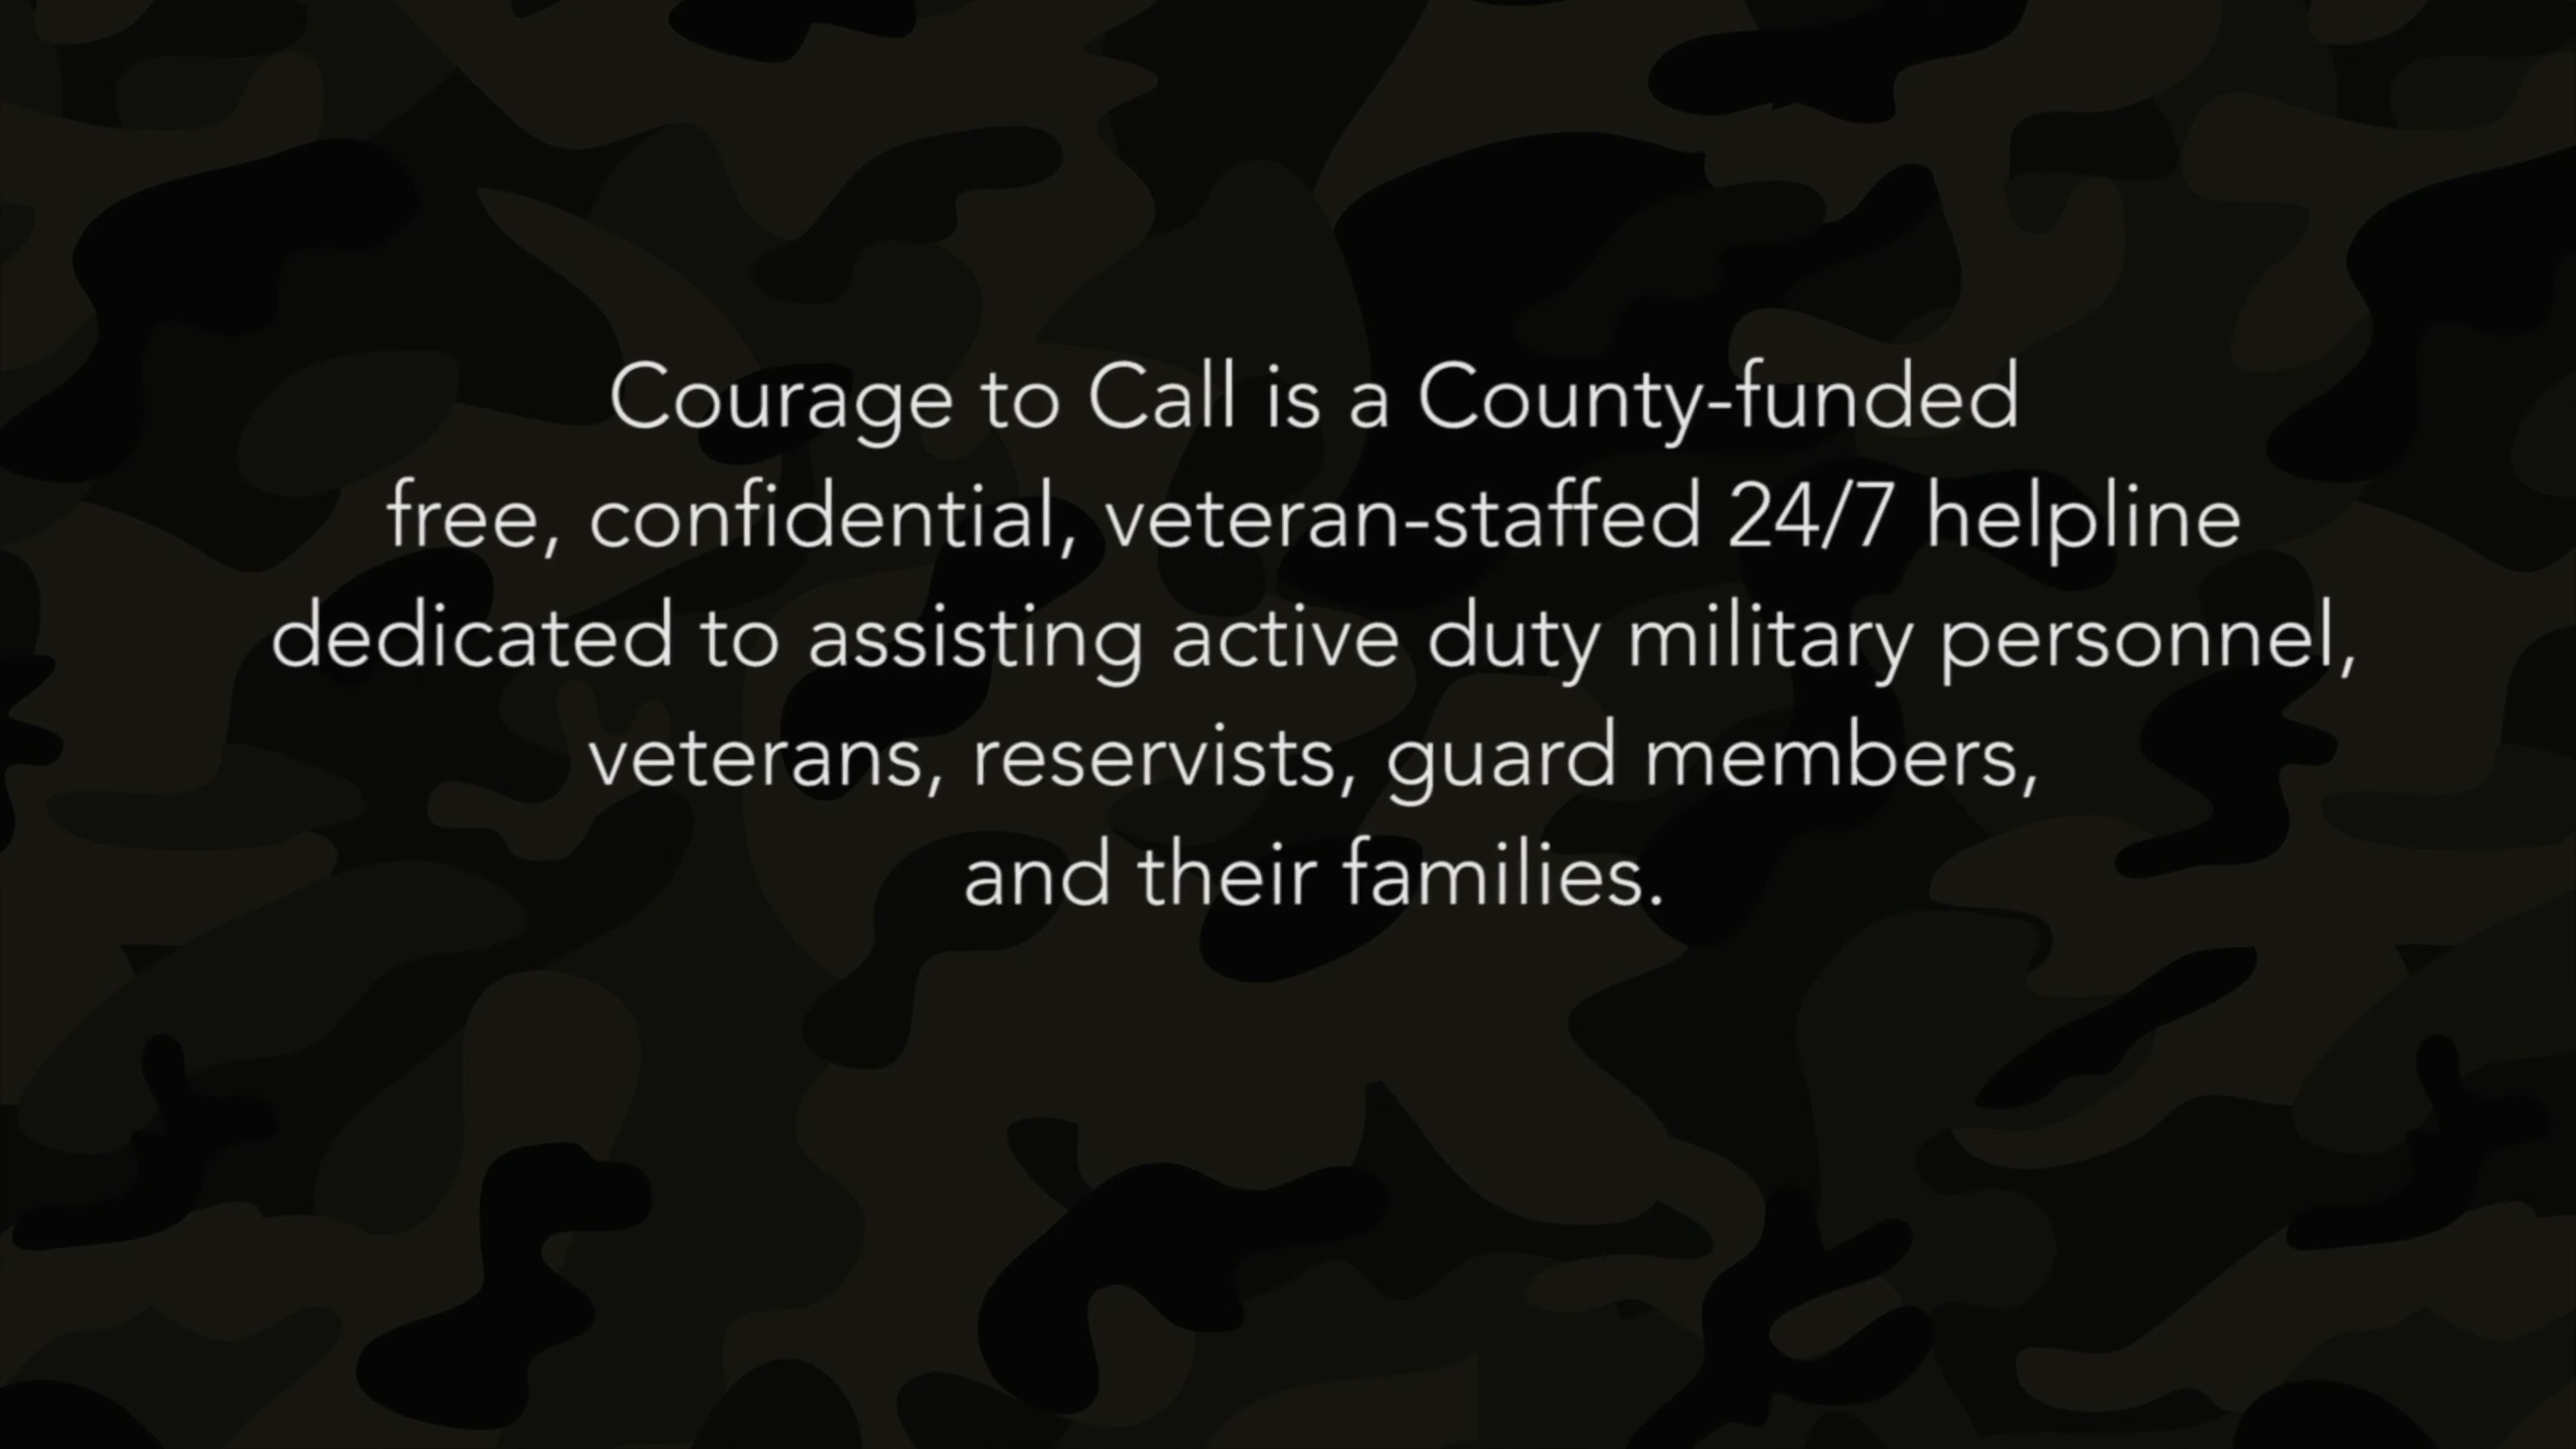 Courage to Call is a County-funded
free, confidential, veteran-staffed 24/7 helpline
dedicated to assisting active duty military personnel,
veterans, reservists, guard members,
and their families.